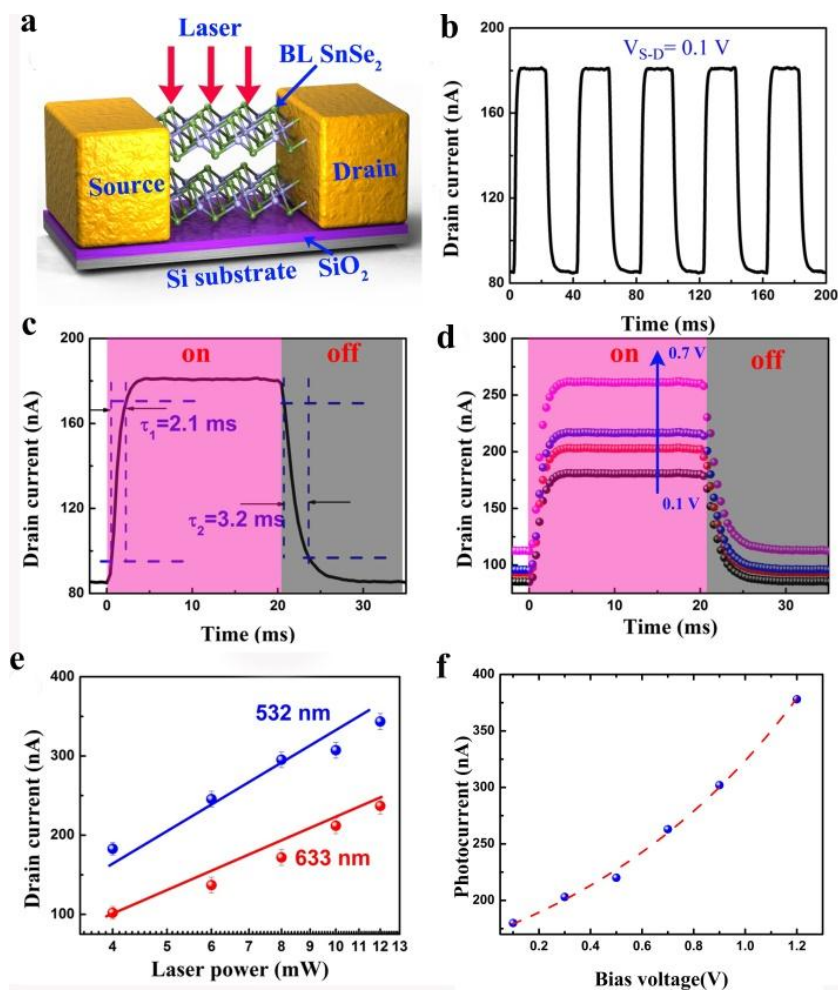 a
Laser
BL SnSe₂
Source
Drain
Si substrate
SiO₂
b
V_S-D= 0.1 V
Drain current (nA)
180
140
100
80
0
40
80
120
160
200
Time (ms)
c
on
off
τ₁=2.1 ms
τ₂=3.2 ms
Drain current (nA)
200
180
160
120
80
0
10
20
30
Time (ms)
d
on
off
0.7 V
0.1 V
Drain current (nA)
300
250
200
150
100
0
10
20
30
Time (ms)
e
532 nm
633 nm
Drain current (nA)
400
300
200
100
4
5
6
7
8
9
10
12
13
Laser power (mW)
f
Photocurrent (nA)
400
350
300
250
200
0.2
0.4
0.6
0.8
1.0
1.2
Bias voltage(V)